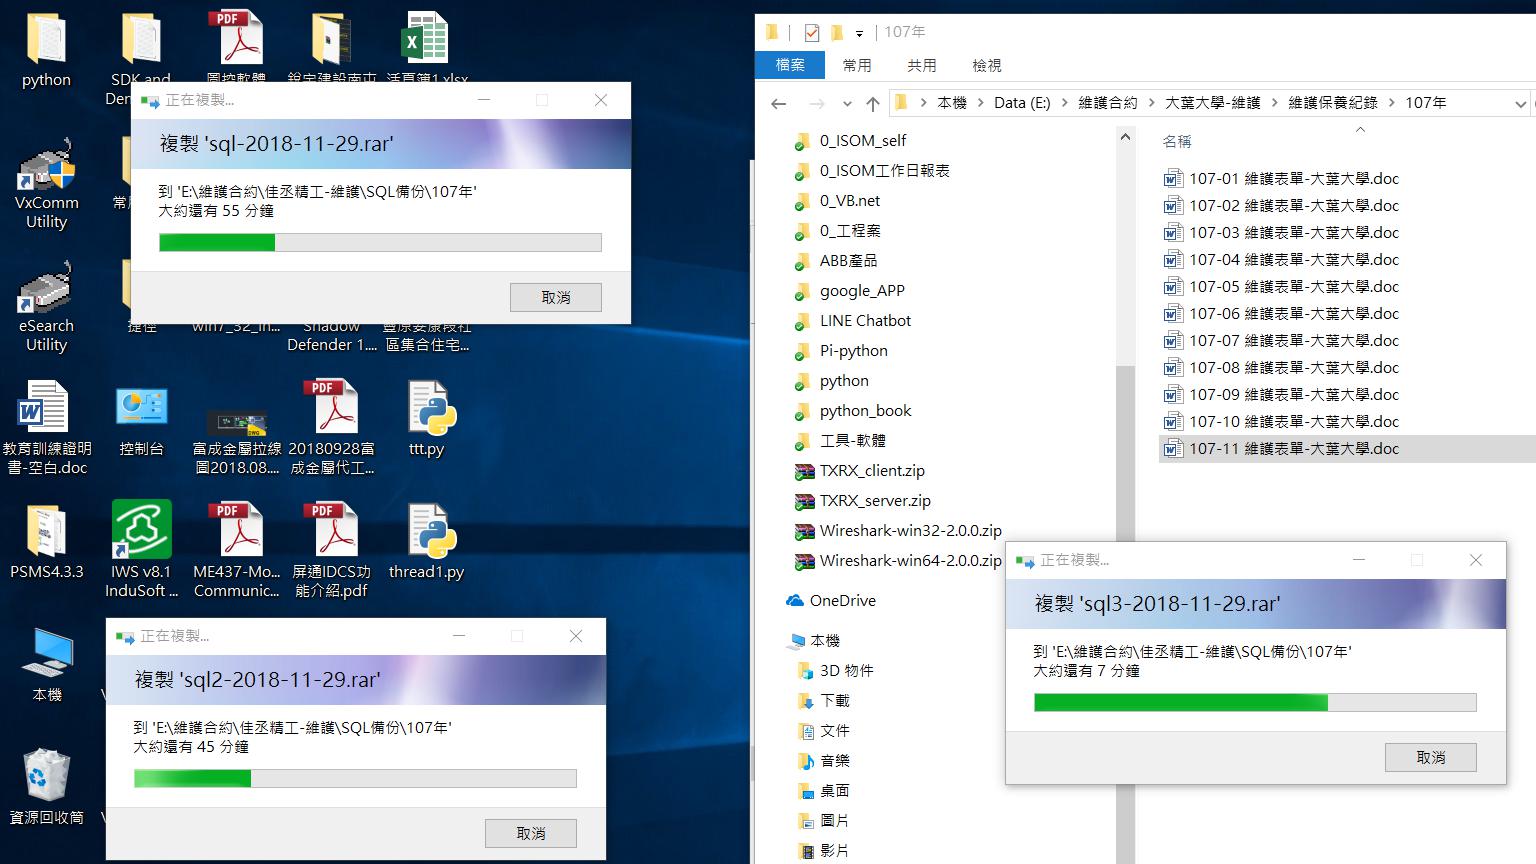 python
SDK and
Den
圖控軟體
銳宇建設南屯
活頁簿1.xlsx
正在複製...
複製 'sql-2018-11-29.rar'
到 'E:\維護合約\佳丞精工-維護\SQL備份\107年'
大約還有 55 分鐘
取消
VxComm
Utility
常用
eSearch
Utility
捷徑
win7_32_in...
Shadow
Defender 1....
區集合住宅...
教育訓練證明
書-空白.doc
控制台
富成金屬拉線
圖2018.08....
20180928富
成金屬代工...
ttt.py
PSMS4.3.3
IWS v8.1
InduSoft ...
ME437-Mo...
Communic...
屏通IDCS功
能介紹.pdf
thread1.py
本機
資源回收筒
正在複製...
複製 'sql2-2018-11-29.rar'
到 'E:\維護合約\佳丞精工-維護\SQL備份\107年'
大約還有 45 分鐘
取消
107年
檔案 常用 共用 檢視
本機 > Data (E:) > 維護合約 > 大葉大學-維護 > 維護保養紀錄 > 107年
0_ISOM_self
0_ISOM工作日報表
0_VB.net
0_工程案
ABB產品
google_APP
LINE Chatbot
Pi-python
python
python_book
工具-軟體
TXRX_client.zip
TXRX_server.zip
Wireshark-win32-2.0.0.zip
Wireshark-win64-2.0.0.zip
OneDrive
本機
3D 物件
下載
文件
音樂
桌面
圖片
影片
名稱
107-01 維護表單-大葉大學.doc
107-02 維護表單-大葉大學.doc
107-03 維護表單-大葉大學.doc
107-04 維護表單-大葉大學.doc
107-05 維護表單-大葉大學.doc
107-06 維護表單-大葉大學.doc
107-07 維護表單-大葉大學.doc
107-08 維護表單-大葉大學.doc
107-09 維護表單-大葉大學.doc
107-10 維護表單-大葉大學.doc
107-11 維護表單-大葉大學.doc
正在複製...
複製 'sql3-2018-11-29.rar'
到 'E:\維護合約\佳丞精工-維護\SQL備份\107年'
大約還有 7 分鐘
取消